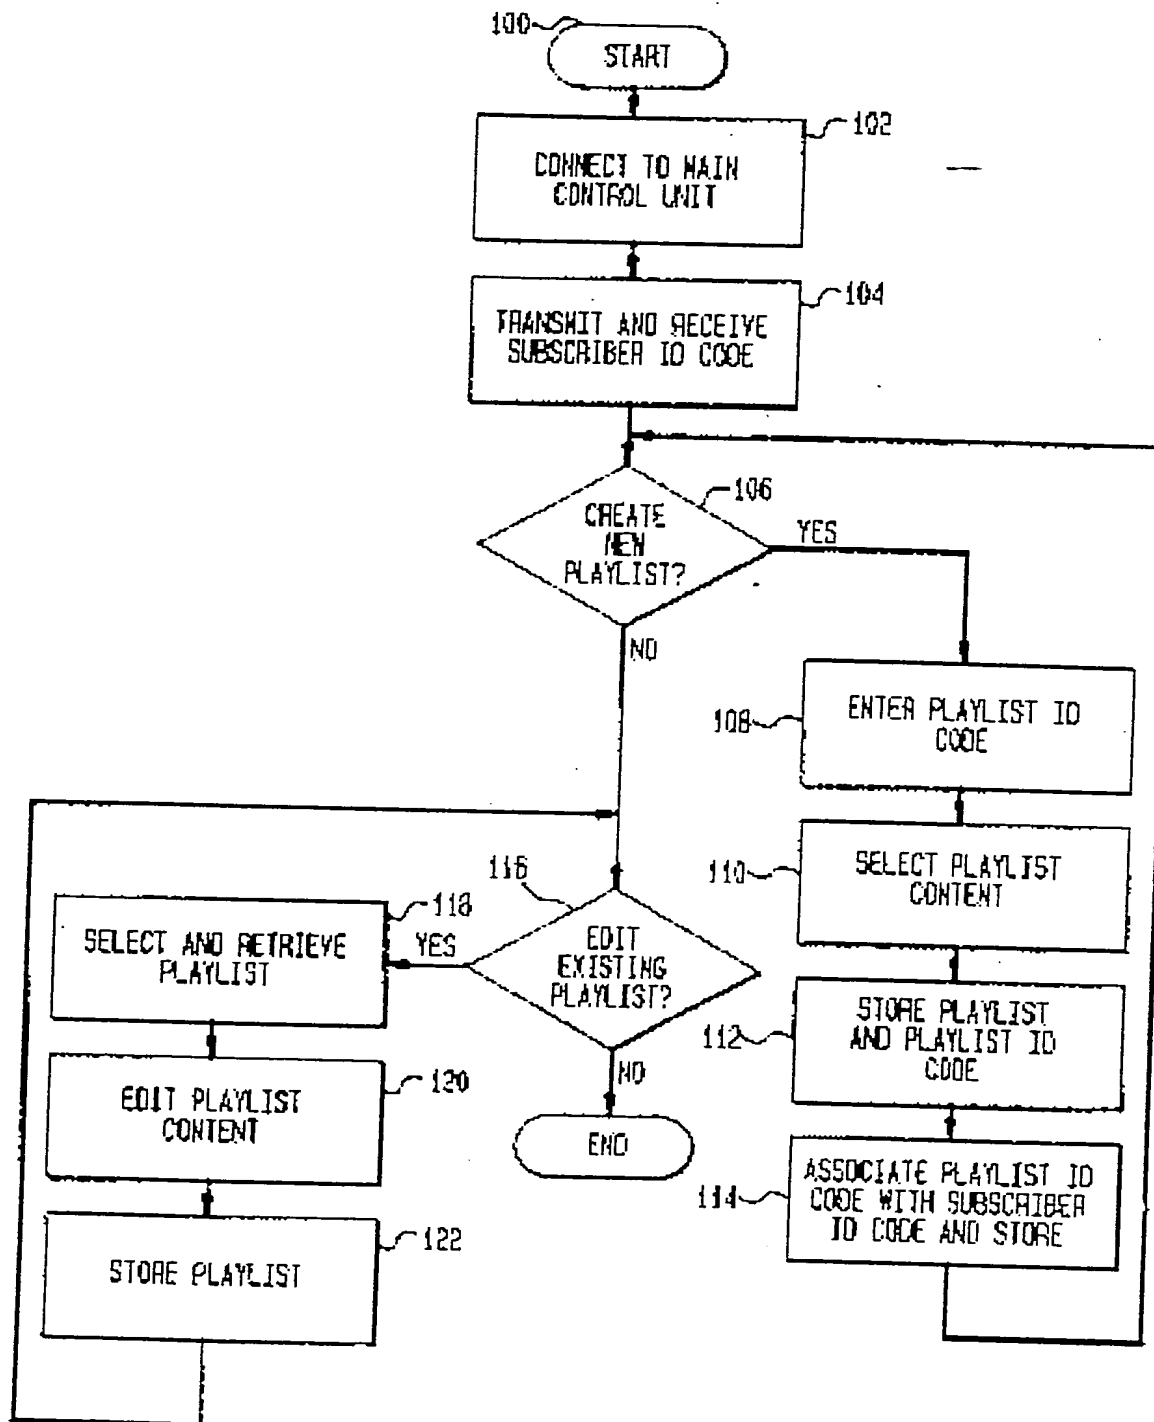 100
START
102
CONNECT TO MAIN
CONTROL UNIT
104
TRANSMIT AND RECEIVE
SUBSCRIBER ID CODE
106
CREATE
NEW
PLAYLIST?
YES
NO
108
ENTER PLAYLIST ID
CODE
110
SELECT PLAYLIST
CONTENT
112
STORE PLAYLIST
AND PLAYLIST ID
CODE
114
ASSOCIATE PLAYLIST ID
CODE WITH SUBSCRIBER
ID CODE AND STORE
116
EDIT
EXISTING
PLAYLIST?
YES
NO
END
118
SELECT AND RETRIEVE
PLAYLIST
120
EDIT PLAYLIST
CONTENT
122
STORE PLAYLIST